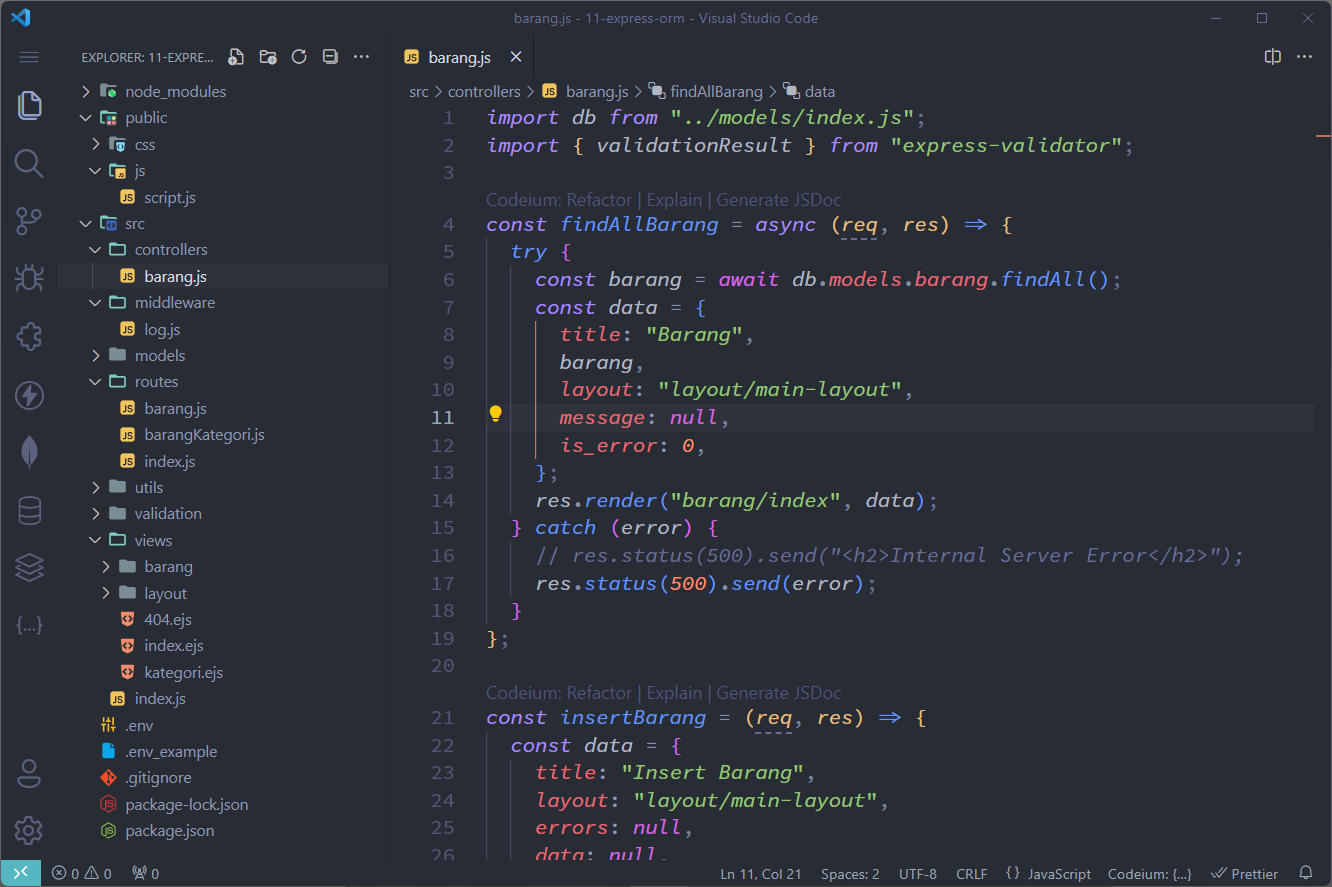 barang.js - 11-express-orm - Visual Studio Code
EXPLORER: 11-EXPRE...
node_modules
public
css
js
script.js
src
controllers
barang.js
middleware
log.js
models
routes
barang.js
barangKategori.js
index.js
utils
validation
views
barang
layout
404.ejs
index.ejs
kategori.ejs
index.js
.env
.env_example
.gitignore
package-lock.json
package.json
JS barang.js
src > controllers > JS barang.js > findAllBarang > data
1 import db from "../models/index.js";
2 import { validationResult } from "express-validator";
3
Codeium: Refactor | Explain | Generate JSDoc
4 const findAllBarang = async (req, res) => {
5 try {
6 const barang = await db.models.barang.findAll();
7 const data = {
8 title: "Barang",
9 barang,
10 layout: "layout/main-layout",
11 message: null,
12 is_error: 0,
13 };
14 res.render("barang/index", data);
15 } catch (error) {
16 // res.status(500).send("<h2>Internal Server Error</h2>");
17 res.status(500).send(error);
18 }
19 };
20
Codeium: Refactor | Explain | Generate JSDoc
21 const insertBarang = (req, res) => {
22 const data = {
23 title: "Insert Barang",
24 layout: "layout/main-layout",
25 errors: null,
26 data: null,
0 0 0 Ln 11, Col 21 Spaces: 2 UTF-8 CRLF {} JavaScript Codeium: {...} Prettier